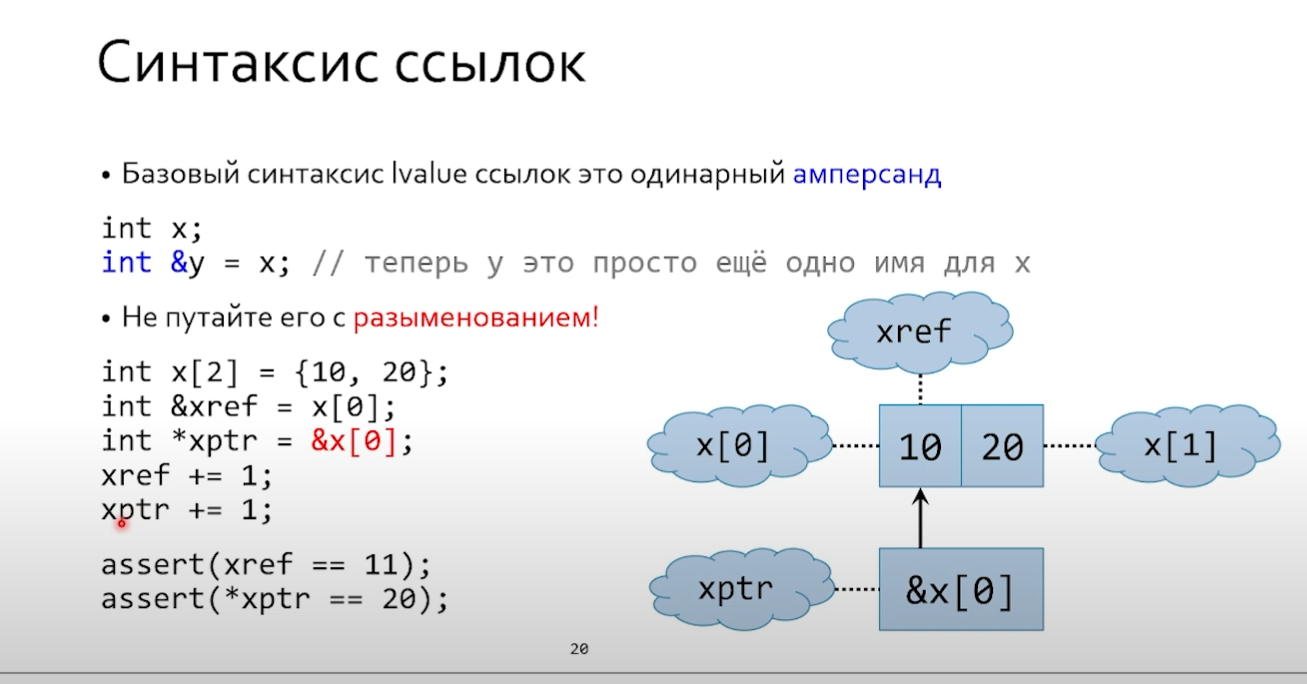 Синтаксис ссылок
• Базовый синтаксис lvalue ссылок это одинарный амперсанд
int x;
int &y = x; // теперь y это просто ещё одно имя для x
• Не путайте его с разыменованием!
int x[2] = {10, 20};
int &xref = x[0];
int *xptr = &x[0];
xref += 1;
xptr += 1;
assert(xref == 11);
assert(*xptr == 20);
xref
x[0]
10
20
x[1]
xptr
&x[0]
20